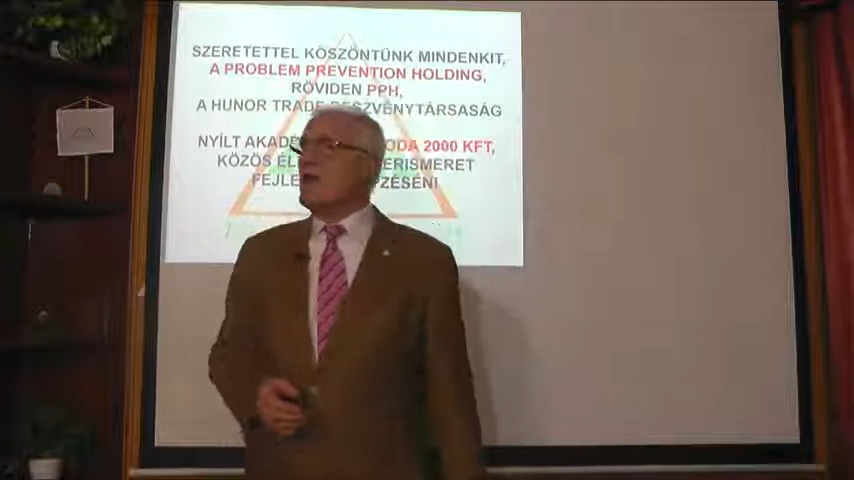 SZERETETTEL KÖSZÖNTÜNK MINDENKIT,
A PROBLEM PREVENTION HOLDING,
RÖVIDEN PPH,
A HUNOR TRADE RÉSZVÉNYTÁRSASÁG
NYÍLT 2000 KFT,
KÖZÖS